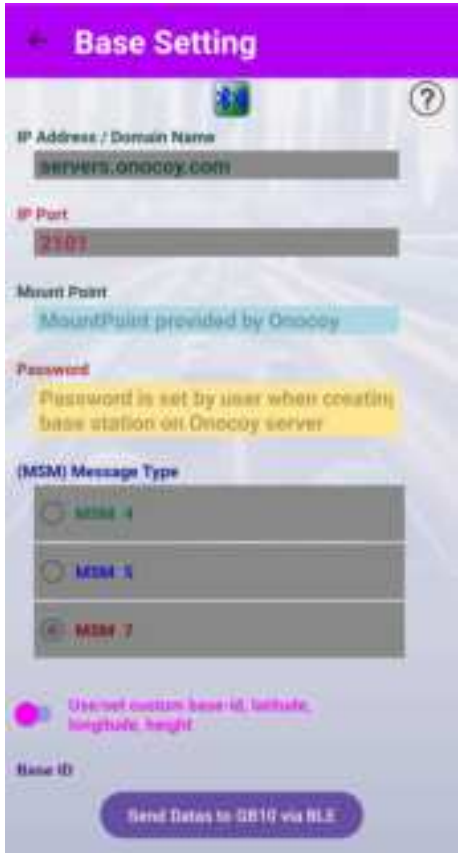 Base Setting
?
IP Address / Domain Name
servers.onocoy.com
IP Port
2101
Mount Point
MountPoint provided by Onocoy
Password
Password is set by user when creating
base station on Onocoy server
(MSM) Message Type
MSM 4
MSM 5
MSM 7
Use/set custom base-id, latitude,
longitude, height
Base ID
Send Datas to GB10 via BLE